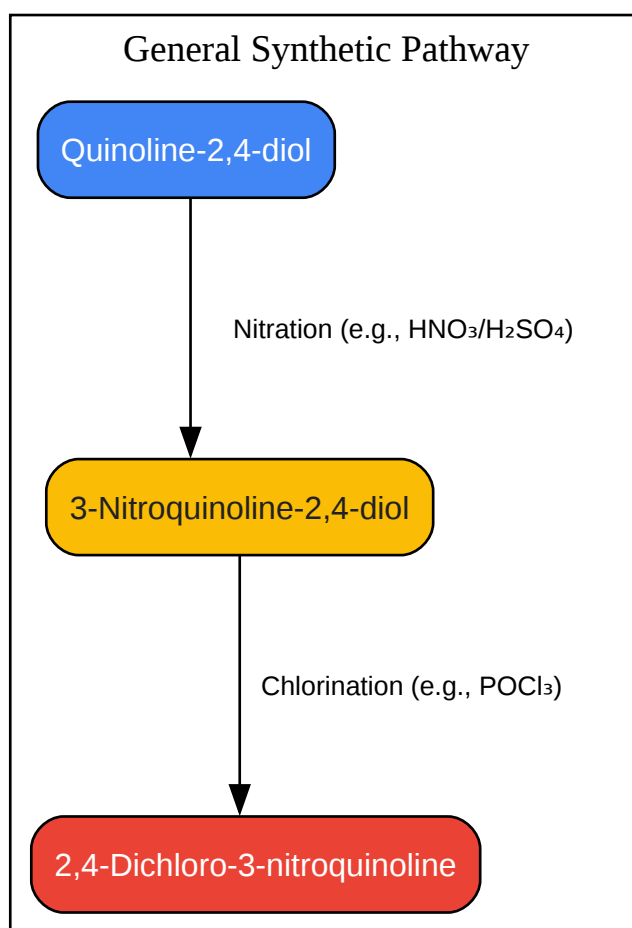 General Synthetic Pathway
Quinoline-2,4-diol
Nitration (e.g., HNO₃/H₂SO₄)
3-Nitroquinoline-2,4-diol
Chlorination (e.g., POCl₃)
2,4-Dichloro-3-nitroquinoline